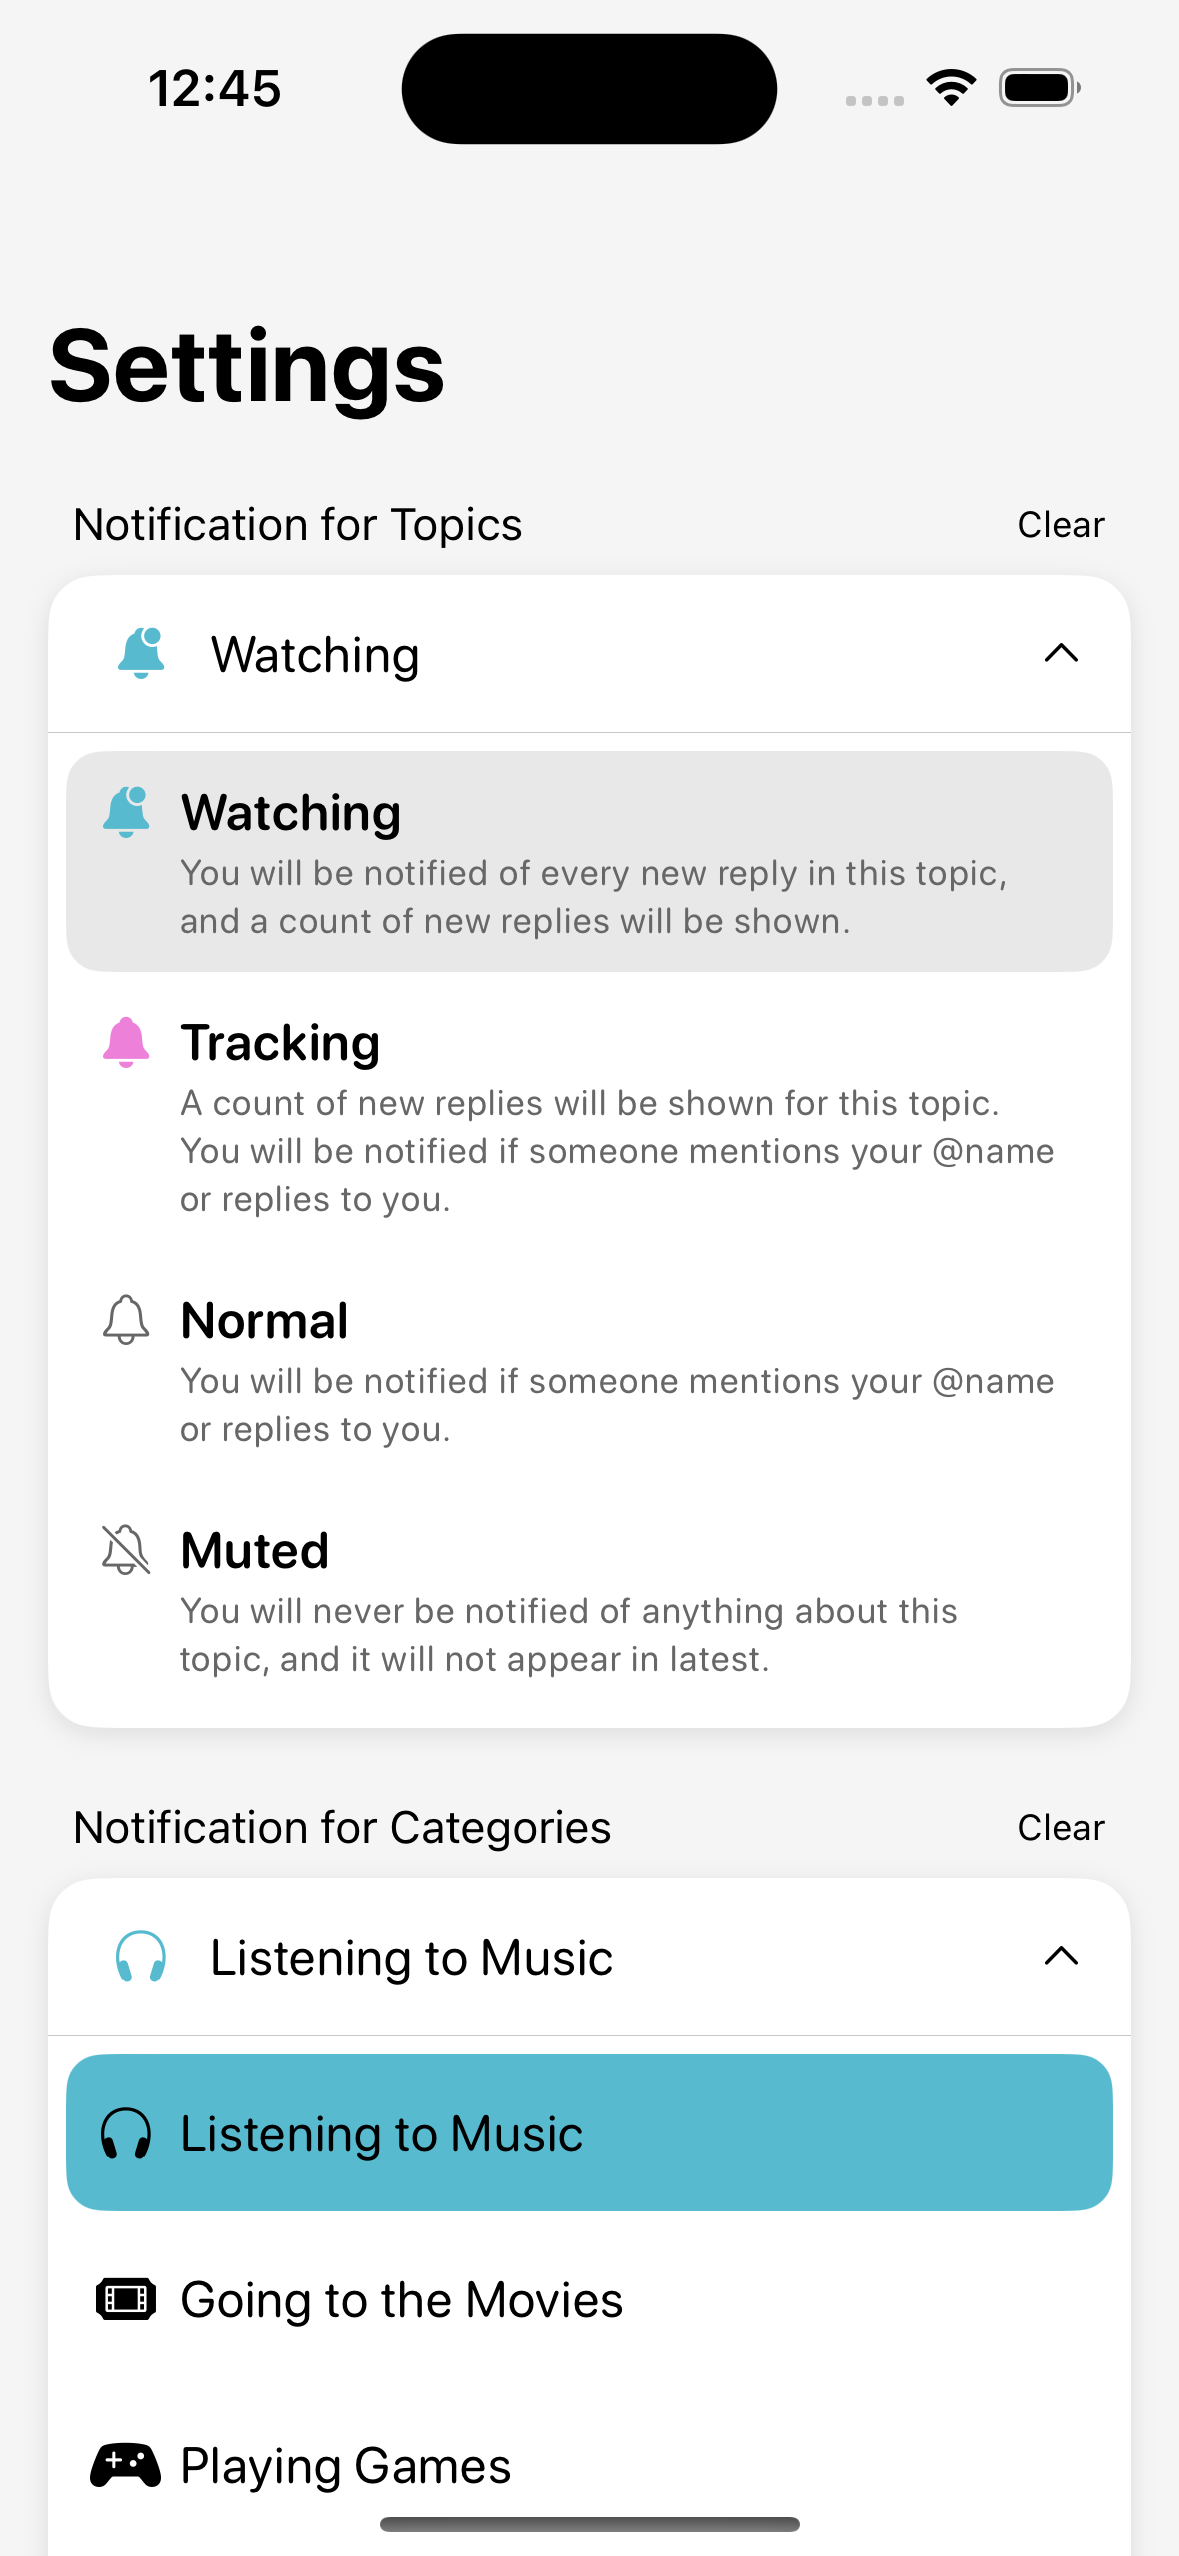 12:45
Settings
Notification for Topics
Clear
Watching
Watching
You will be notified of every new reply in this topic,
and a count of new replies will be shown.
Tracking
A count of new replies will be shown for this topic.
You will be notified if someone mentions your @name
or replies to you.
Normal
You will be notified if someone mentions your @name
or replies to you.
Muted
You will never be notified of anything about this
topic, and it will not appear in latest.
Notification for Categories
Clear
Listening to Music
Listening to Music
Going to the Movies
Playing Games